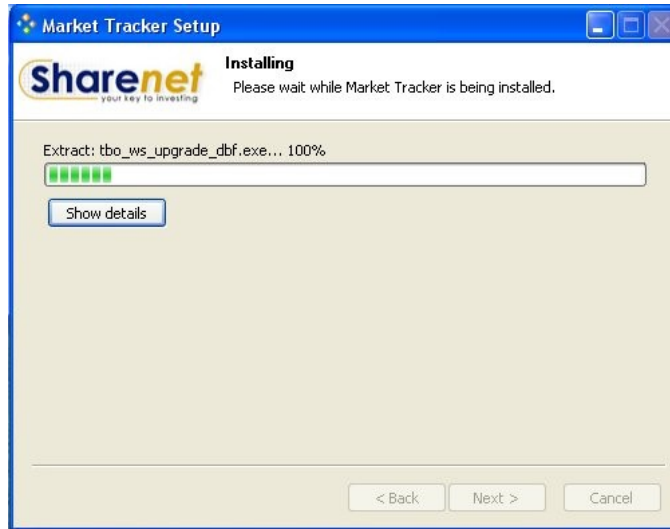 Market Tracker Setup
Sharenet
your key to investing
Installing
Please wait while Market Tracker is being installed.
Extract: tbo_ws_upgrade_dbf.exe... 100%
Show details
< Back
Next >
Cancel